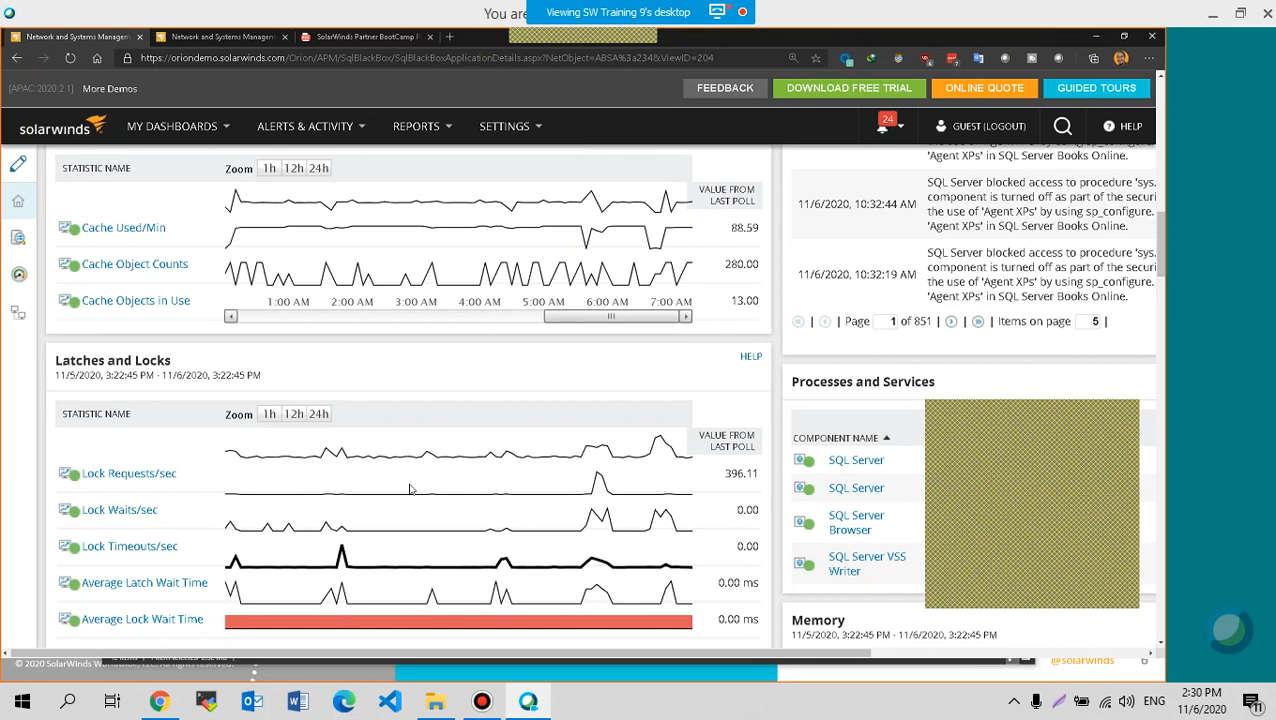 You are
Viewing SW Training 9's desktop
Network and Systems Managem
Network and Systems Managem
SolarWinds Partner BootCamp P
https://oriondemo.solarwinds.com/Orion/APM/SqlBlackBox/SqlBlackBoxApplicationDetails.aspx?NetObject=ABSA%3a234&ViewID=204
[APAC:2020.2.1] More Demos
FEEDBACK
DOWNLOAD FREE TRIAL
ONLINE QUOTE
GUIDED TOURS
solarwinds
MY DASHBOARDS
ALERTS & ACTIVITY
REPORTS
SETTINGS
24
GUEST (LOGOUT)
HELP
STATISTIC NAME
Zoom 1h 12h 24h
VALUE FROM
LAST POLL
Cache Used/Min
88.59
Cache Object Counts
280.00
Cache Objects in Use
1:00 AM 2:00 AM 3:00 AM 4:00 AM 5:00 AM 6:00 AM 7:00 AM
13.00
'Agent XPs' in SQL Server Books Online.
11/6/2020, 10:32:44 AM
SQL Server blocked access to procedure 'sys.
component is turned off as part of the securi
the use of 'Agent XPs' by using sp_configure.
'Agent XPs' in SQL Server Books Online.
11/6/2020, 10:32:19 AM
SQL Server blocked access to procedure 'sys.
component is turned off as part of the securi
the use of 'Agent XPs' by using sp_configure.
'Agent XPs' in SQL Server Books Online.
Page 1 of 851
Items on page 5
Latches and Locks
HELP
11/5/2020, 3:22:45 PM - 11/6/2020, 3:22:45 PM
STATISTIC NAME
Zoom 1h 12h 24h
VALUE FROM
LAST POLL
Lock Requests/sec
396.11
Lock Waits/sec
0.00
Lock Timeouts/sec
0.00
Average Latch Wait Time
0.00 ms
Average Lock Wait Time
0.00 ms
Processes and Services
COMPONENT NAME
SQL Server
SQL Server
SQL Server
Browser
SQL Server VSS
Writer
Memory
11/5/2020, 3:22:45 PM - 11/6/2020, 3:22:45 PM
@solarwinds
6
ENG
2:30 PM
11/6/2020